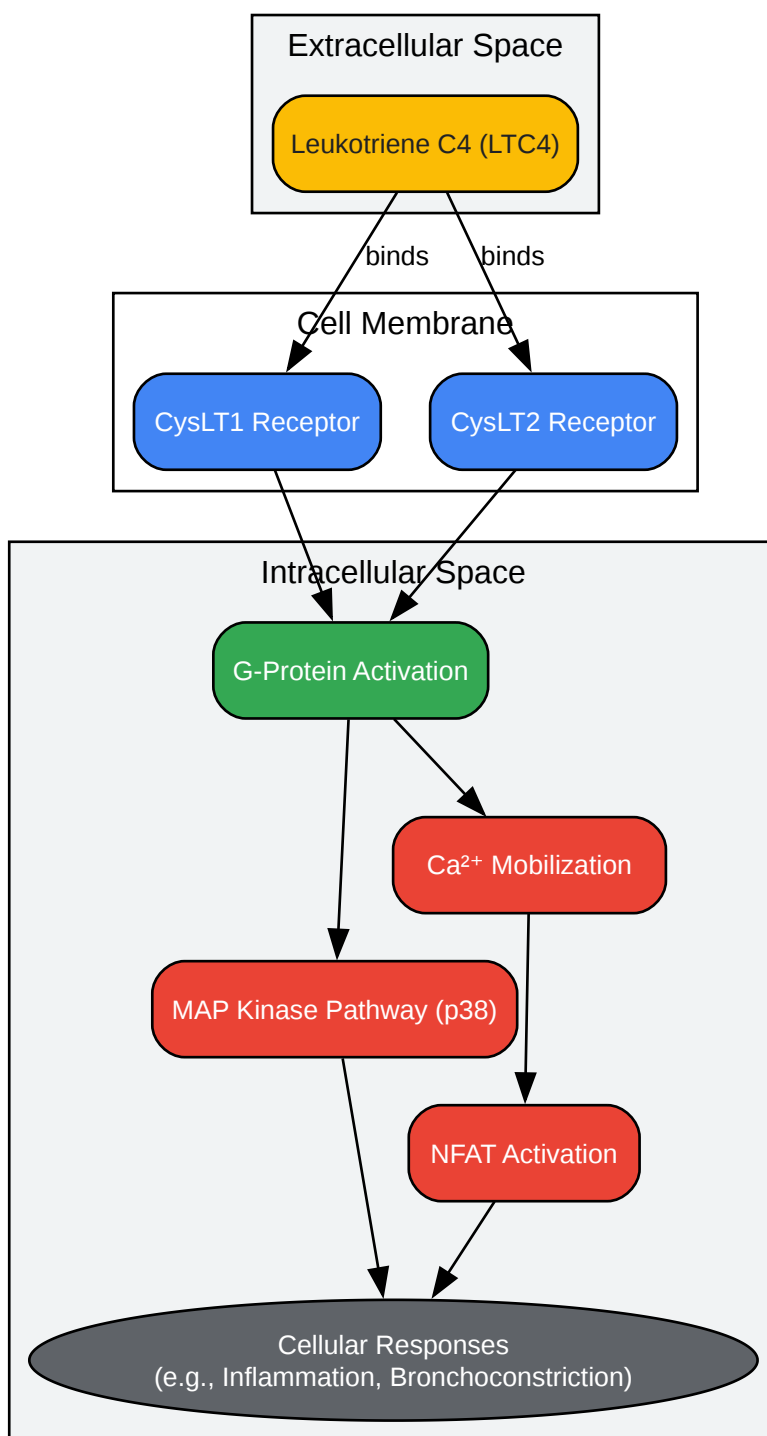 Extracellular Space
Leukotriene C4 (LTC4)
binds
binds
Cell Membrane
CysLT1 Receptor
CysLT2 Receptor
Intracellular Space
G-Protein Activation
Ca²⁺ Mobilization
MAP Kinase Pathway (p38)
NFAT Activation
Cellular Responses
(e.g., Inflammation, Bronchoconstriction)